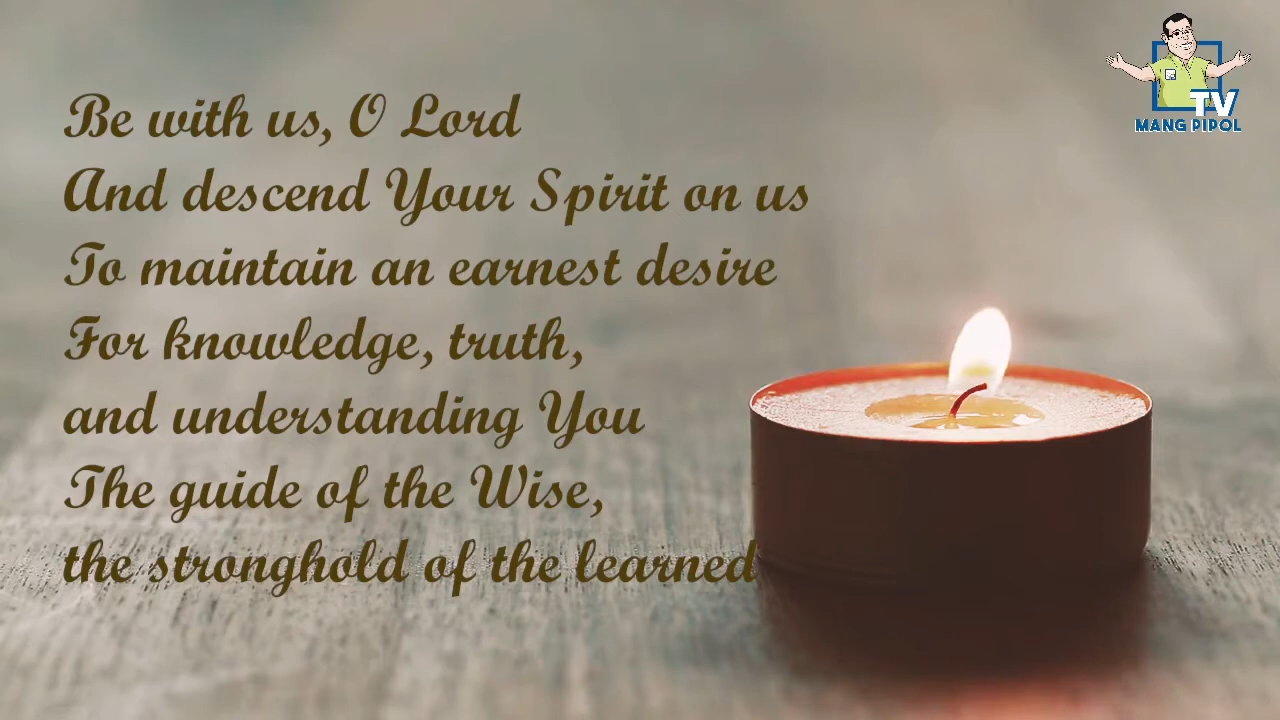 Be with us, O Lord
And descend Your Spirit on us
To maintain an earnest desire
For knowledge, truth,
and understanding You
The guide of the Wise,
the stronghold of the learned
TV
MANG PIPOL